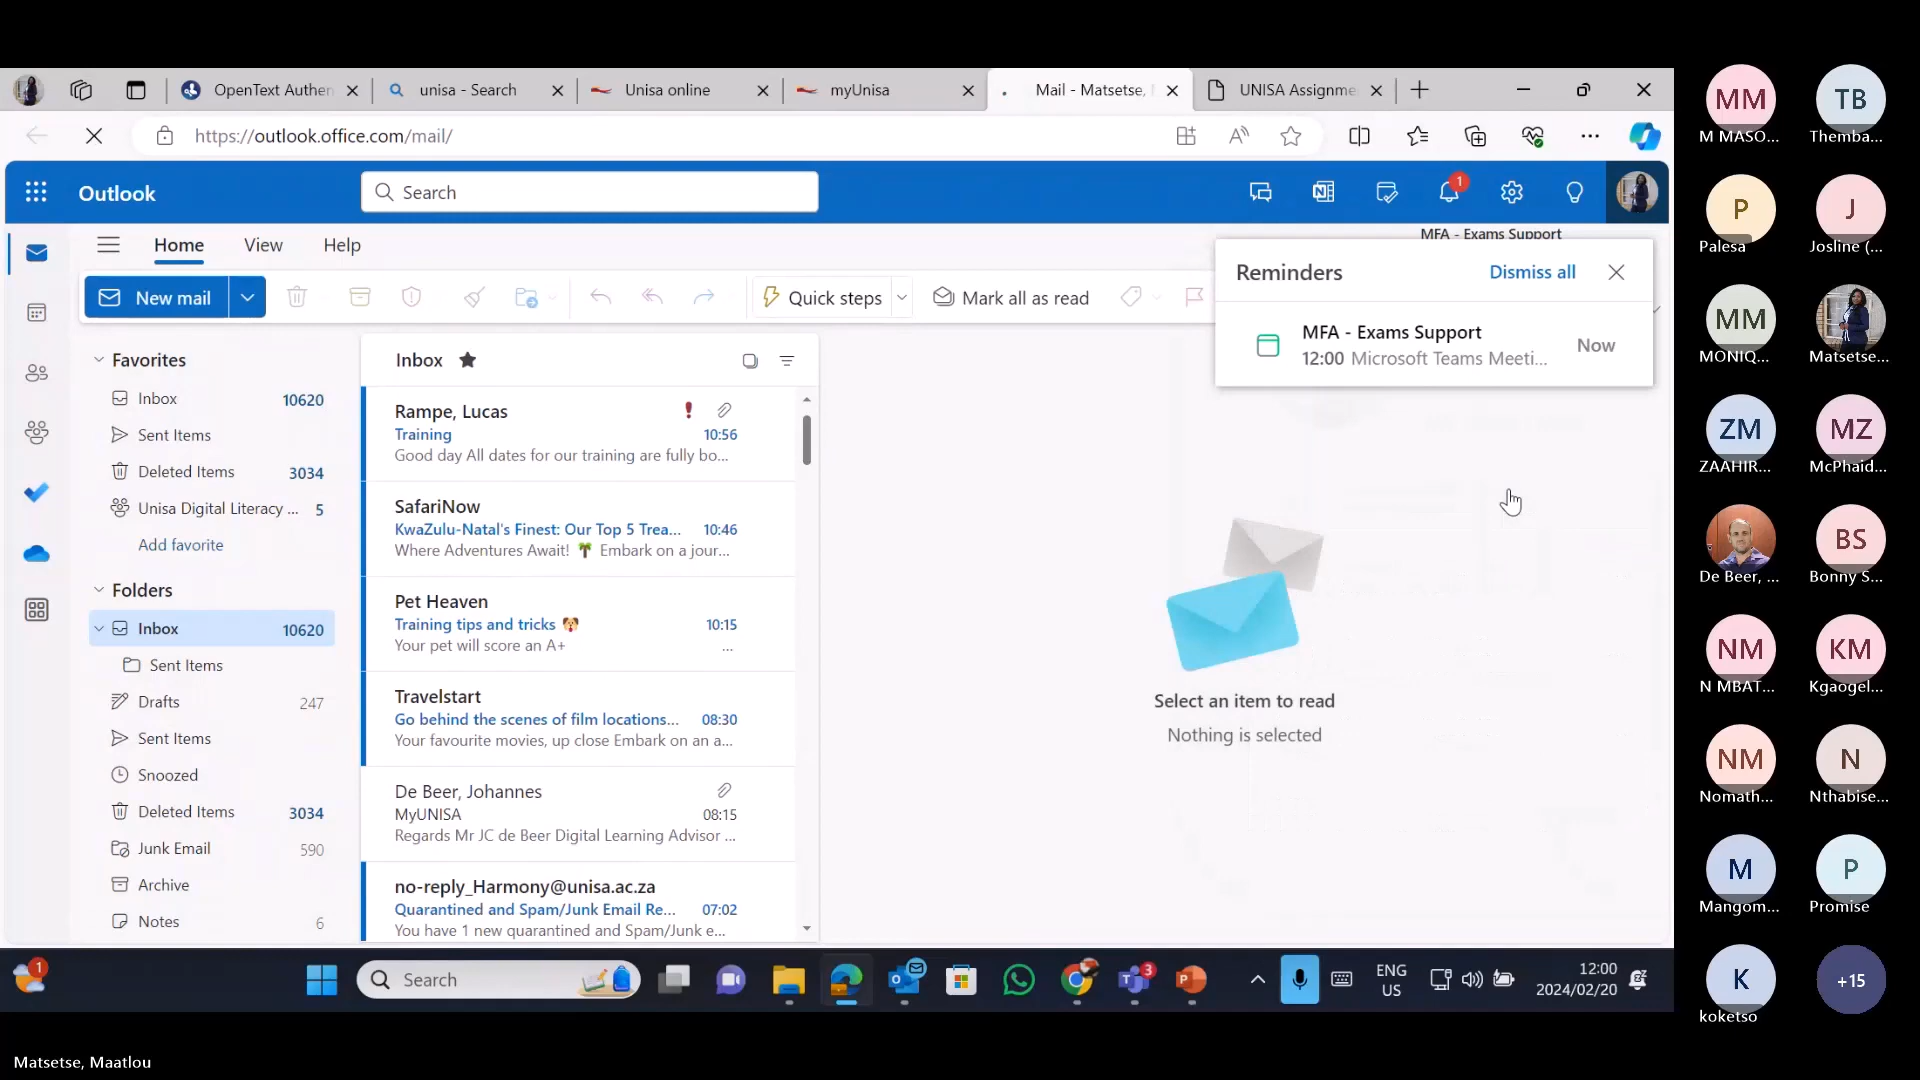 OpenText Authen
unisa - Search
Unisa online
myUnisa
Mail - Matsetse,
UNISA Assignme
https://outlook.office.com/mail/
Outlook
Search
1
Home
View
Help
MFA - Exams Support
New mail
Quick steps
Mark all as read
Reminders
Dismiss all
MFA - Exams Support
12:00 Microsoft Teams Meeti...
Now
Favorites
Inbox 10620
Sent Items
Deleted Items 3034
Unisa Digital Literacy ... 5
Add favorite
Folders
Inbox 10620
Sent Items
Drafts 247
Sent Items
Snoozed
Deleted Items 3034
Junk Email 590
Archive
Notes 6
Inbox
Rampe, Lucas
Training 10:56
Good day All dates for our training are fully bo...
SafariNow
KwaZulu-Natal's Finest: Our Top 5 Trea... 10:46
Where Adventures Await! 🌴 Embark on a jour...
Pet Heaven
Training tips and tricks 🐶 10:15
Your pet will score an A+ ...
Travelstart
Go behind the scenes of film locations... 08:30
Your favourite movies, up close Embark on an a...
De Beer, Johannes
MyUNISA 08:15
Regards Mr JC de Beer Digital Learning Advisor ...
no-reply_Harmony@unisa.ac.za
Quarantined and Spam/Junk Email Re... 07:02
You have 1 new quarantined and Spam/Junk e...
Select an item to read
Nothing is selected
1
Search
3
ENG
US
12:00
2024/02/20
MM
M MASO...
TB
Themba...
P
Palesa
J
Josline (...
MM
MONIQ...
Matsetse...
ZM
ZAAHIR...
MZ
McPhaid...
De Beer, ...
BS
Bonny S...
NM
N MBAT...
KM
Kgaogel...
NM
Nomath...
N
Nthabise...
M
Mangom...
P
Promise
K
koketso
+15
Matsetse, Maatlou